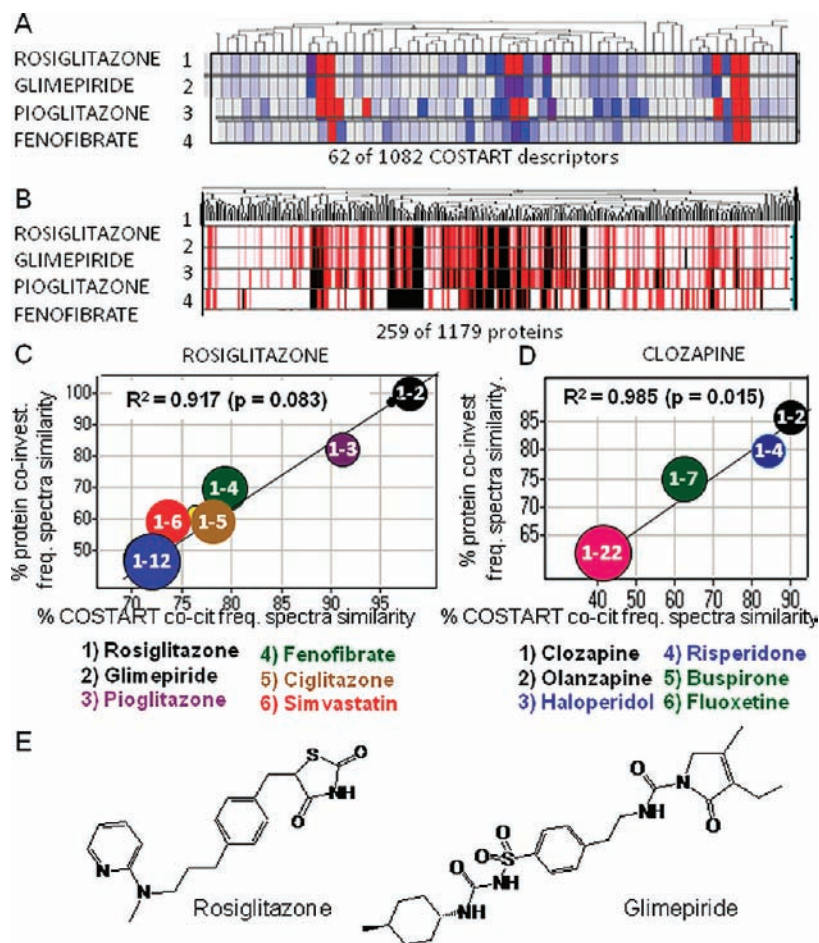 A
ROSIGLITAZONE 1
GLIMEPIRIDE 2
PIOGLITAZONE 3
FENOFIBRATE 4
62 of 1082 COSTART descriptors
B
1
ROSIGLITAZONE 2
GLIMEPIRIDE 3
PIOGLITAZONE 4
FENOFIBRATE
259 of 1179 proteins
C ROSIGLITAZONE
% protein co-invest.
freq. spectra similarity
R² = 0.917 (p = 0.083)
100
90
80
70
60
50
1-2
1-3
1-4
1-6
1-5
1-12
70 75 80 85 90 95
% COSTART co-cit freq. spectra similarity
1) Rosiglitazone
2) Glimepiride
3) Pioglitazone
4) Fenofibrate
5) Ciglitazone
6) Simvastatin
D CLOZAPINE
% protein co-invest.
freq. spectra similarity.
R² = 0.985 (p = 0.015)
85
80
75
70
65
1-2
1-4
1-7
1-22
40 50 60 70 80 90
% COSTART co-cit freq. spectra similarity.
1) Clozapine
2) Olanzapine
3) Haloperidol
4) Risperidone
5) Buspirone
6) Fluoxetine
E
S
O
NH
O
N
N
Rosiglitazone
O
N
O
NH
O
S
O
O
NH
NH
Glimepiride